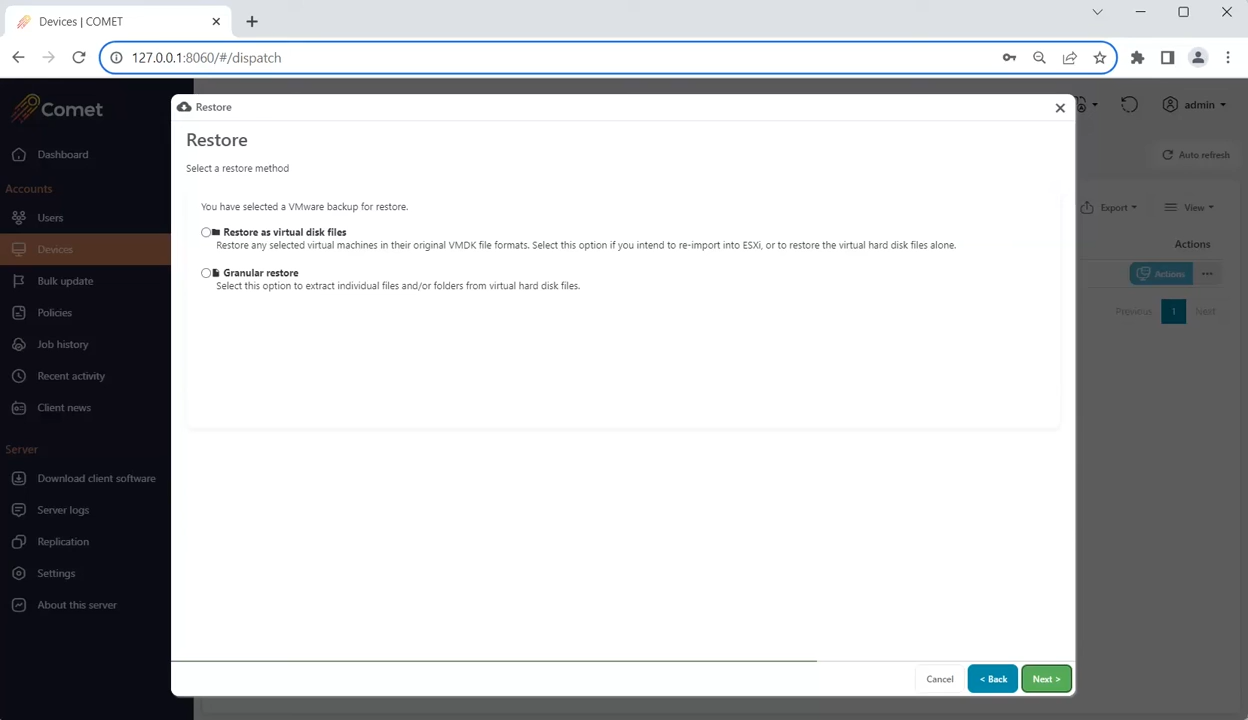 Devices | COMET
127.0.0.1:8060/#/dispatch
Comet
Dashboard
Accounts
Users
Devices
Bulk update
Policies
Job history
Recent activity
Client news
Server
Download client software
Server logs
Replication
Settings
About this server
Restore
Restore
Select a restore method
You have selected a VMware backup for restore.
Restore as virtual disk files
Restore any selected virtual machines in their original VMDK file formats. Select this option if you intend to re-import into ESXi, or to restore the virtual hard disk files alone.
Granular restore
Select this option to extract individual files and/or folders from virtual hard disk files.
Cancel
< Back
Next >
admin
Auto refresh
Export
View
Actions
Actions
Previous
1
Next